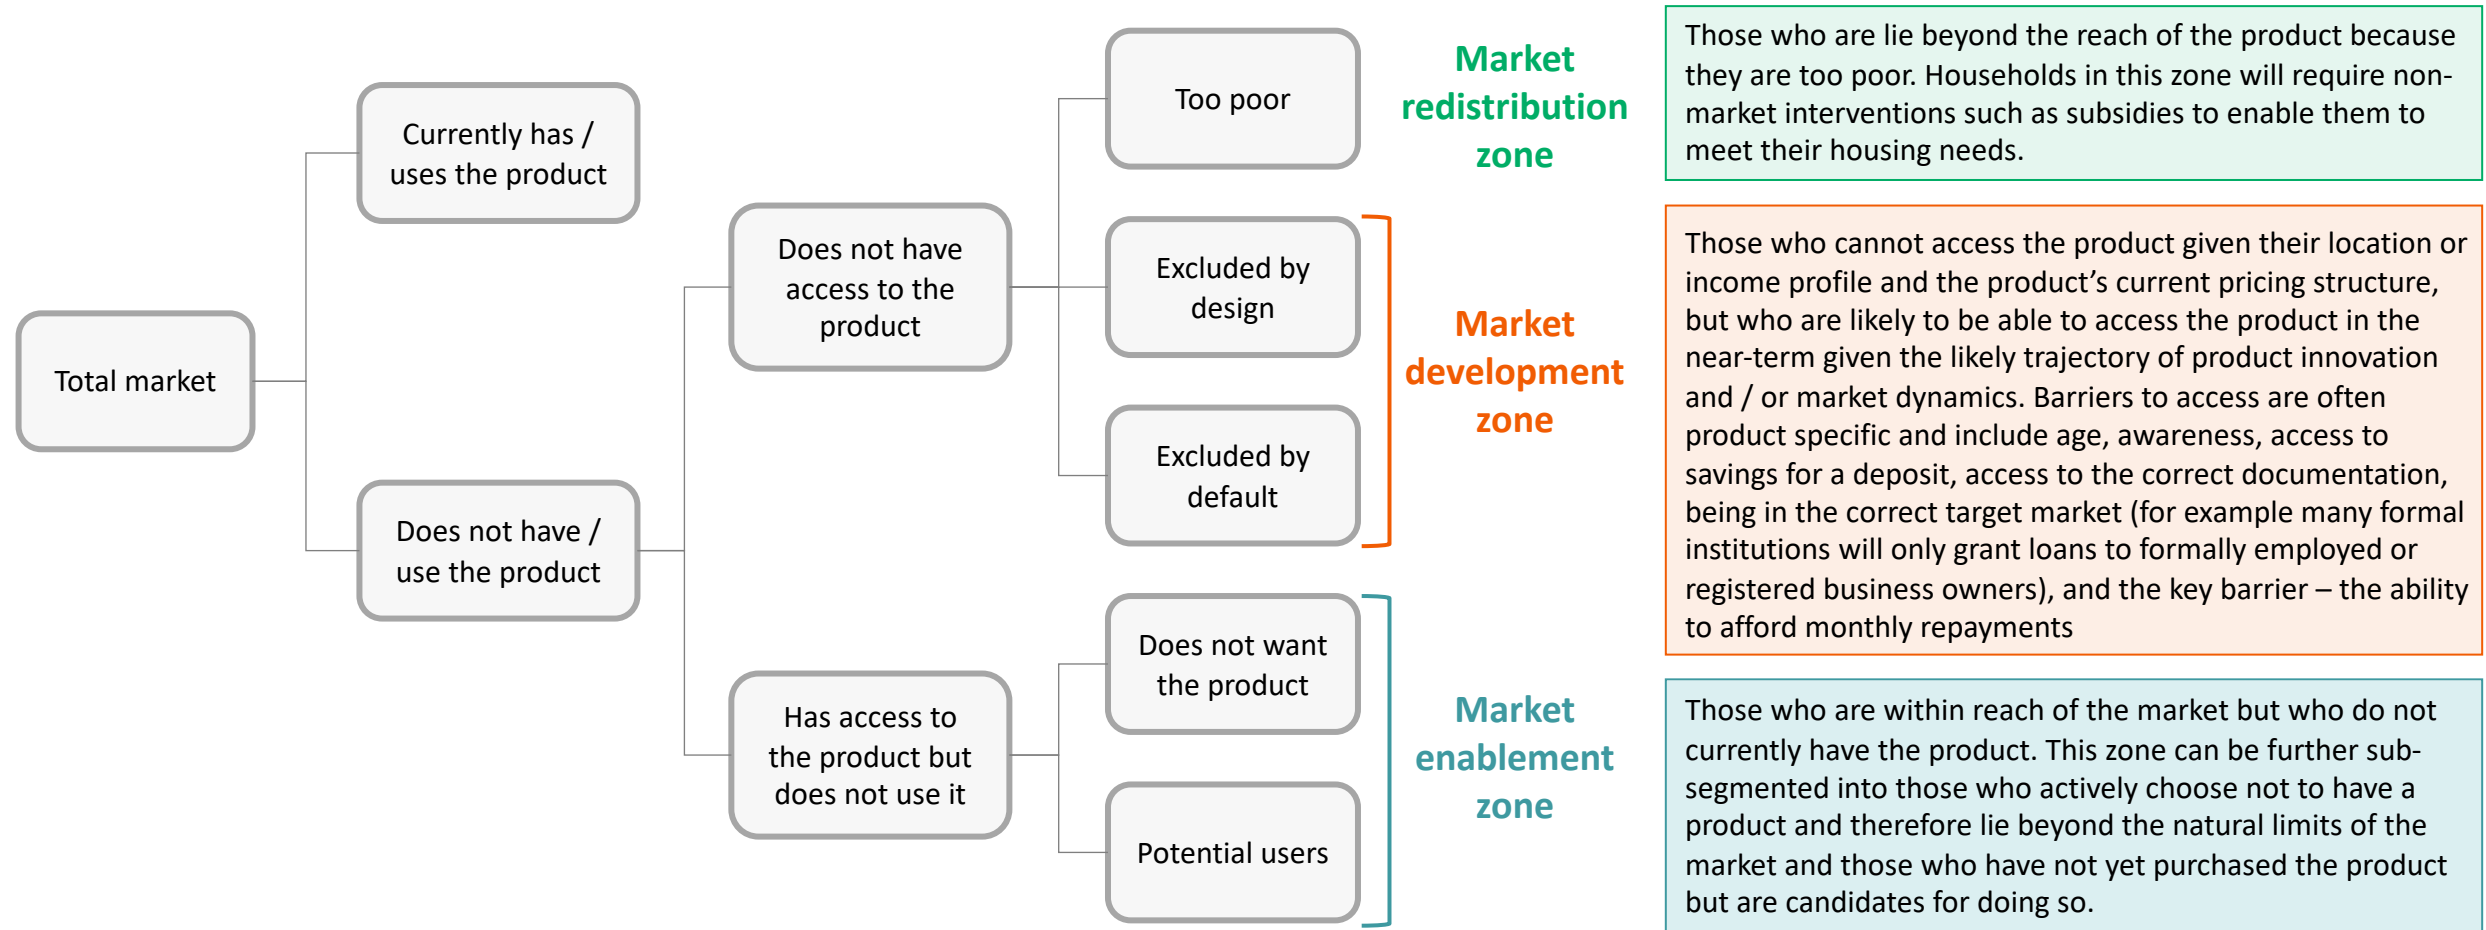 Total market
Currently has /
uses the product
Does not have /
use the product
Does not have
access to the
product
Has access to
the product but
does not use it
Too poor
Excluded by
design
Excluded by
default
Does not want
the product
Potential users
Market
redistribution
zone
Market
development
zone
Market
enablement
zone
Those who are lie beyond the reach of the product because
they are too poor. Households in this zone will require non-
market interventions such as subsidies to enable them to
meet their housing needs.
Those who cannot access the product given their location or
income profile and the product’s current pricing structure,
but who are likely to be able to access the product in the
near-term given the likely trajectory of product innovation
and / or market dynamics. Barriers to access are often
product specific and include age, awareness, access to
savings for a deposit, access to the correct documentation,
being in the correct target market (for example many formal
institutions will only grant loans to formally employed or
registered business owners), and the key barrier – the ability
to afford monthly repayments
Those who are within reach of the market but who do not
currently have the product. This zone can be further sub-
segmented into those who actively choose not to have a
product and therefore lie beyond the natural limits of the
market and those who have not yet purchased the product
but are candidates for doing so.